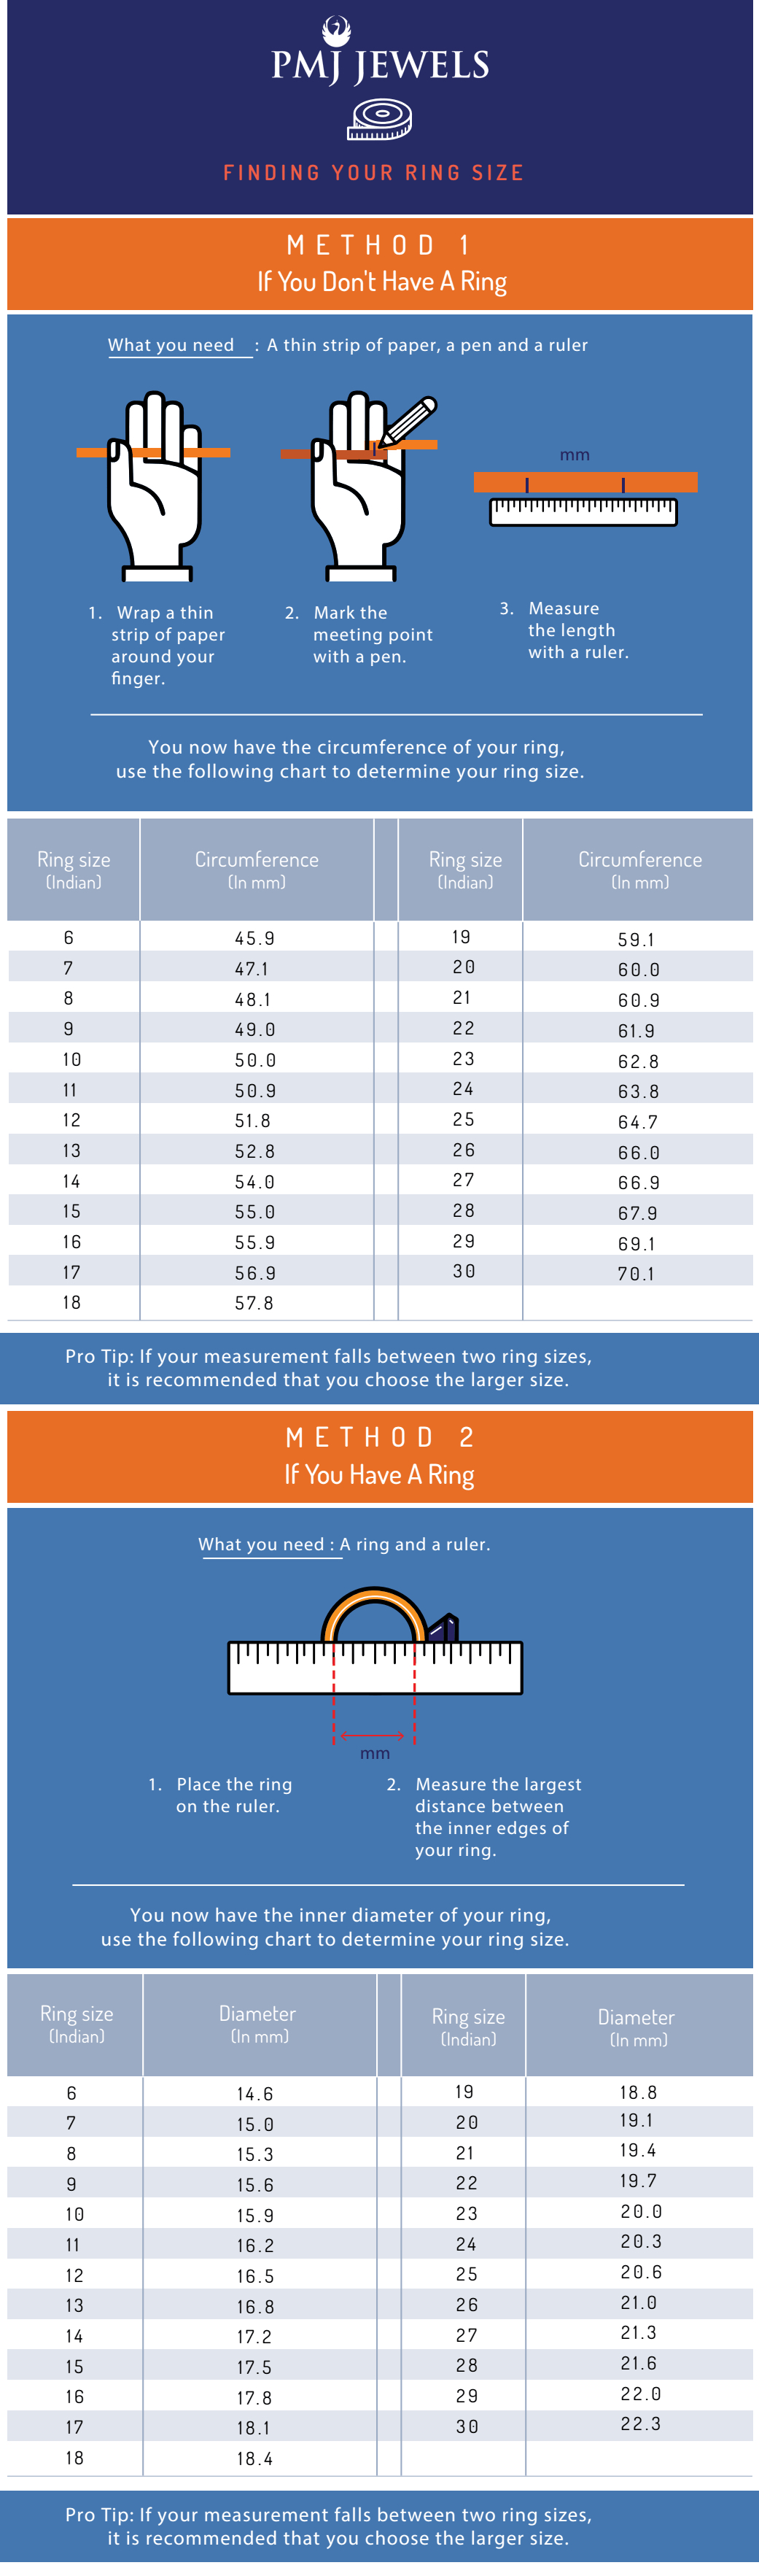 PMJ JEWELS
FINDING YOUR RING SIZE
METHOD 1
If You Don't Have A Ring
What you need : A thin strip of paper, a pen and a ruler
mm
1. Wrap a thin
strip of paper
around your
finger.
2. Mark the
meeting point
with a pen.
3. Measure
the length
with a ruler.
You now have the circumference of your ring,
use the following chart to determine your ring size.
Ring size Circumference Ring size Circumference
(Indian) (In mm) (Indian) (In mm)
6 45.9 19 59.1
7 47.1 20 60.0
8 48.1 21 60.9
9 49.0 22 61.9
10 50.0 23 62.8
11 50.9 24 63.8
12 51.8 25 64.7
13 52.8 26 66.0
14 54.0 27 66.9
15 55.0 28 67.9
16 55.9 29 69.1
17 56.9 30 70.1
18 57.8
Pro Tip: If your measurement falls between two ring sizes,
it is recommended that you choose the larger size.
METHOD 2
If You Have A Ring
What you need : A ring and a ruler.
mm
1. Place the ring
on the ruler.
2. Measure the largest
distance between
the inner edges of
your ring.
You now have the inner diameter of your ring,
use the following chart to determine your ring size.
Ring size Diameter Ring size Diameter
(Indian) (In mm) (Indian) (In mm)
6 14.6 19 18.8
7 15.0 20 19.1
8 15.3 21 19.4
9 15.6 22 19.7
10 15.9 23 20.0
11 16.2 24 20.3
12 16.5 25 20.6
13 16.8 26 21.0
14 17.2 27 21.3
15 17.5 28 21.6
16 17.8 29 22.0
17 18.1 30 22.3
18 18.4
Pro Tip: If your measurement falls between two ring sizes,
it is recommended that you choose the larger size.